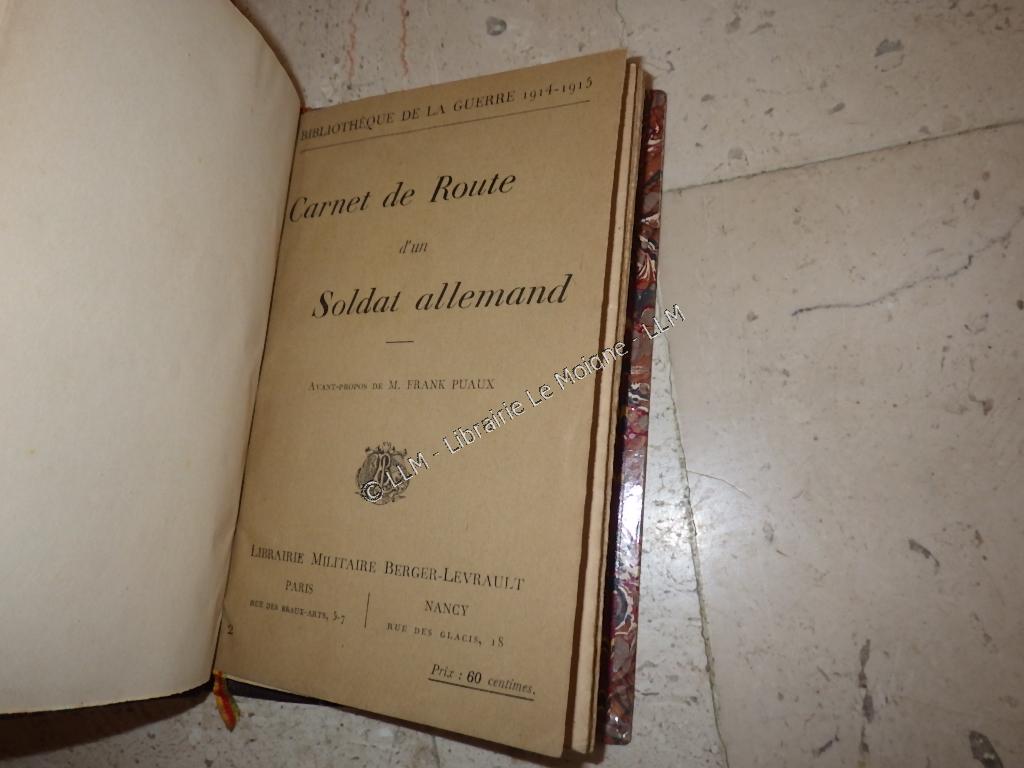 BIBLIOTHÈQUE DE LA GUERRE 1914-1915
Carnet de Route
d'un
Soldat allemand
AVANT-PROPOS DE M. FRANK PUAUX
© LLM - Librairie Le Moigne - LLM
LIBRAIRIE MILITAIRE BERGER-LEVRAULT
PARIS
RUE DES BEAUX-ARTS, 5-7
NANCY
RUE DES GLACIS, 18
2
Prix : 60 centimes.